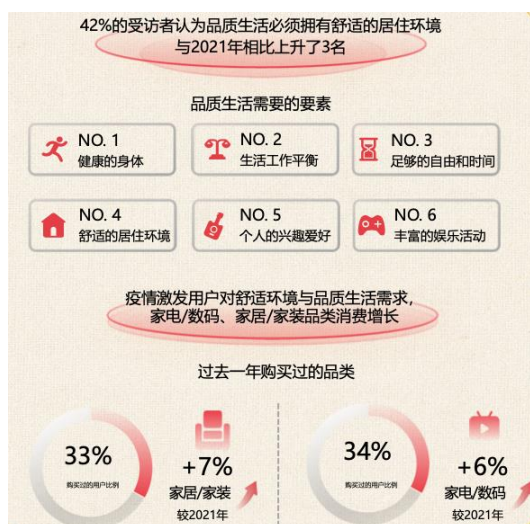 42%的受访者认为品质生活必须拥有舒适的居住环境
与2021年相比上升了3名
品质生活需要的要素
NO. 1
健康的身体
NO. 2
生活工作平衡
NO. 3
足够的自由和时间
NO. 4
舒适的居住环境
NO. 5
个人的兴趣爱好
NO. 6
丰富的娱乐活动
疫情激发用户对舒适环境与品质生活需求，
家电/数码、家居/家装品类消费增长
过去一年购买过的品类
33%
购买过的用户比例
+7%
家居/家装
较2021年
34%
购买过的用户比例
+6%
家电/数码
较2021年